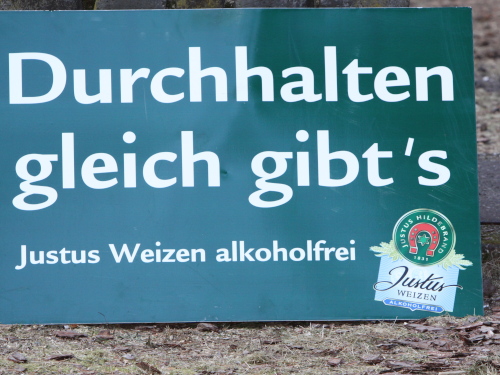 Durchhalten
gleich gibt's
Justus Weizen alkoholfrei
JUSTUS HILDEBRAND
Justus
WEIZEN
ALKOHOLFREI